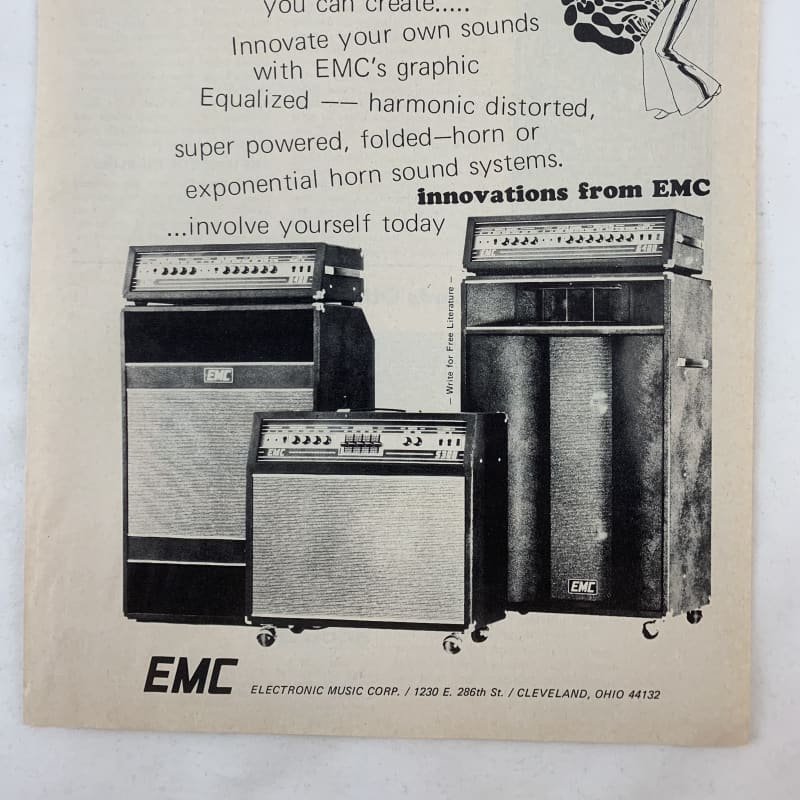 you can create.....
Innovate your own sounds
with EMC's graphic
Equalized —— harmonic distorted,
super powered, folded—horn or
exponential horn sound systems.
innovations from EMC
...involve yourself today
— Write for Free Literature —
EMC
S300
EMC
EMC
EMC
EMC ELECTRONIC MUSIC CORP. / 1230 E. 286th St. / CLEVELAND, OHIO 44132